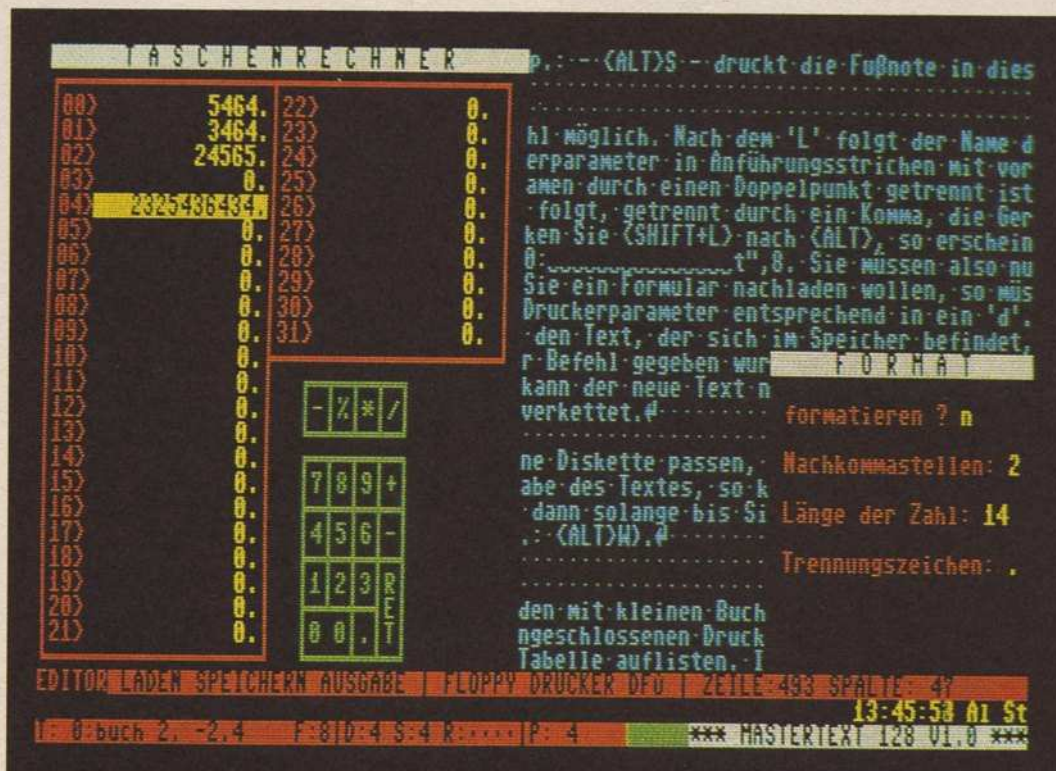 TASCHENRECHNER
00> 5464.
01> 3464.
02> 24565.
03> 0.
04> 2325436434.
05> 0.
06> 0.
07> 0.
08> 0.
09> 0.
10> 0.
11> 0.
12> 0.
13> 0.
14> 0.
15> 0.
16> 0.
17> 0.
18> 0.
19> 0.
20> 0.
21> 0.
22> 0.
23> 0.
24> 0.
25> 0.
26> 0.
27> 0.
28> 0.
29> 0.
30> 0.
31> 0.
- % * /
7 8 9 +
4 5 6 -
1 2 3 RET
0 0 .
p.:·-·<ALT>S·-·druckt·die·Fußnote·in·dies
hl·möglich.·Nach·dem·'L'·folgt·der·Name·d
erparameter·in·Anführungsstrichen·mit·vor
amen·durch·einen·Doppelpunkt·getrennt·ist
·folgt,·getrennt·durch·ein·Komma,·die·Ger
ken·Sie·<SHIFT+L>·nach·<ALT>,·so·erschein
0:~~~~~~~~~~~~~~~~t",8.·Sie·müssen·also·nu
Sie·ein·Formular·nachladen·wollen,·so·müs
Druckerparameter·entsprechend·in·ein·'d'.
·den·Text,·der·sich·im·Speicher·befindet,
r·Befehl·gegeben·wur
kann·der·neue·Text·n
verkettet.
ne·Diskette·passen,·
abe·des·Textes,·so·k
·dann·solange·bis·Si
.:·<ALT>W).
den·mit·kleinen·Buch
ngeschlossenen·Druck
Tabelle·auflisten.·I
FORMAT
formatieren ? n
Nachkommastellen: 2
Länge der Zahl: 14
Trennungszeichen: .
EDITOR LADEN SPEICHERN AUSGABE | FLOPPY DRUCKER DFÜ | ZEILE:493 SPALTE: 47
13:45:53 A1 St
T: 0:buch 2. -2.4 F:8|D:4 S:4 R:····|P: 4 *** MASTERTEXT 128 V1.0 ***